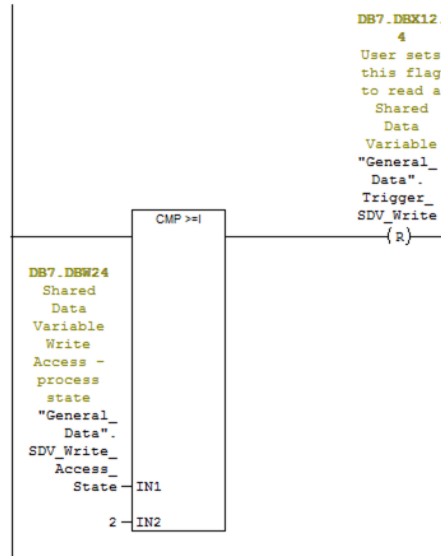 DB7.DBX12.
4
User sets
this flag
to read a
Shared
Data
Variable
"General_
Data".
Trigger_
SDV_Write
(R)
CMP >=I
DB7.DBW24
Shared
Data
Variable
Write
Access -
process
state
"General_
Data".
SDV_Write_
Access_
State IN1
2 IN2